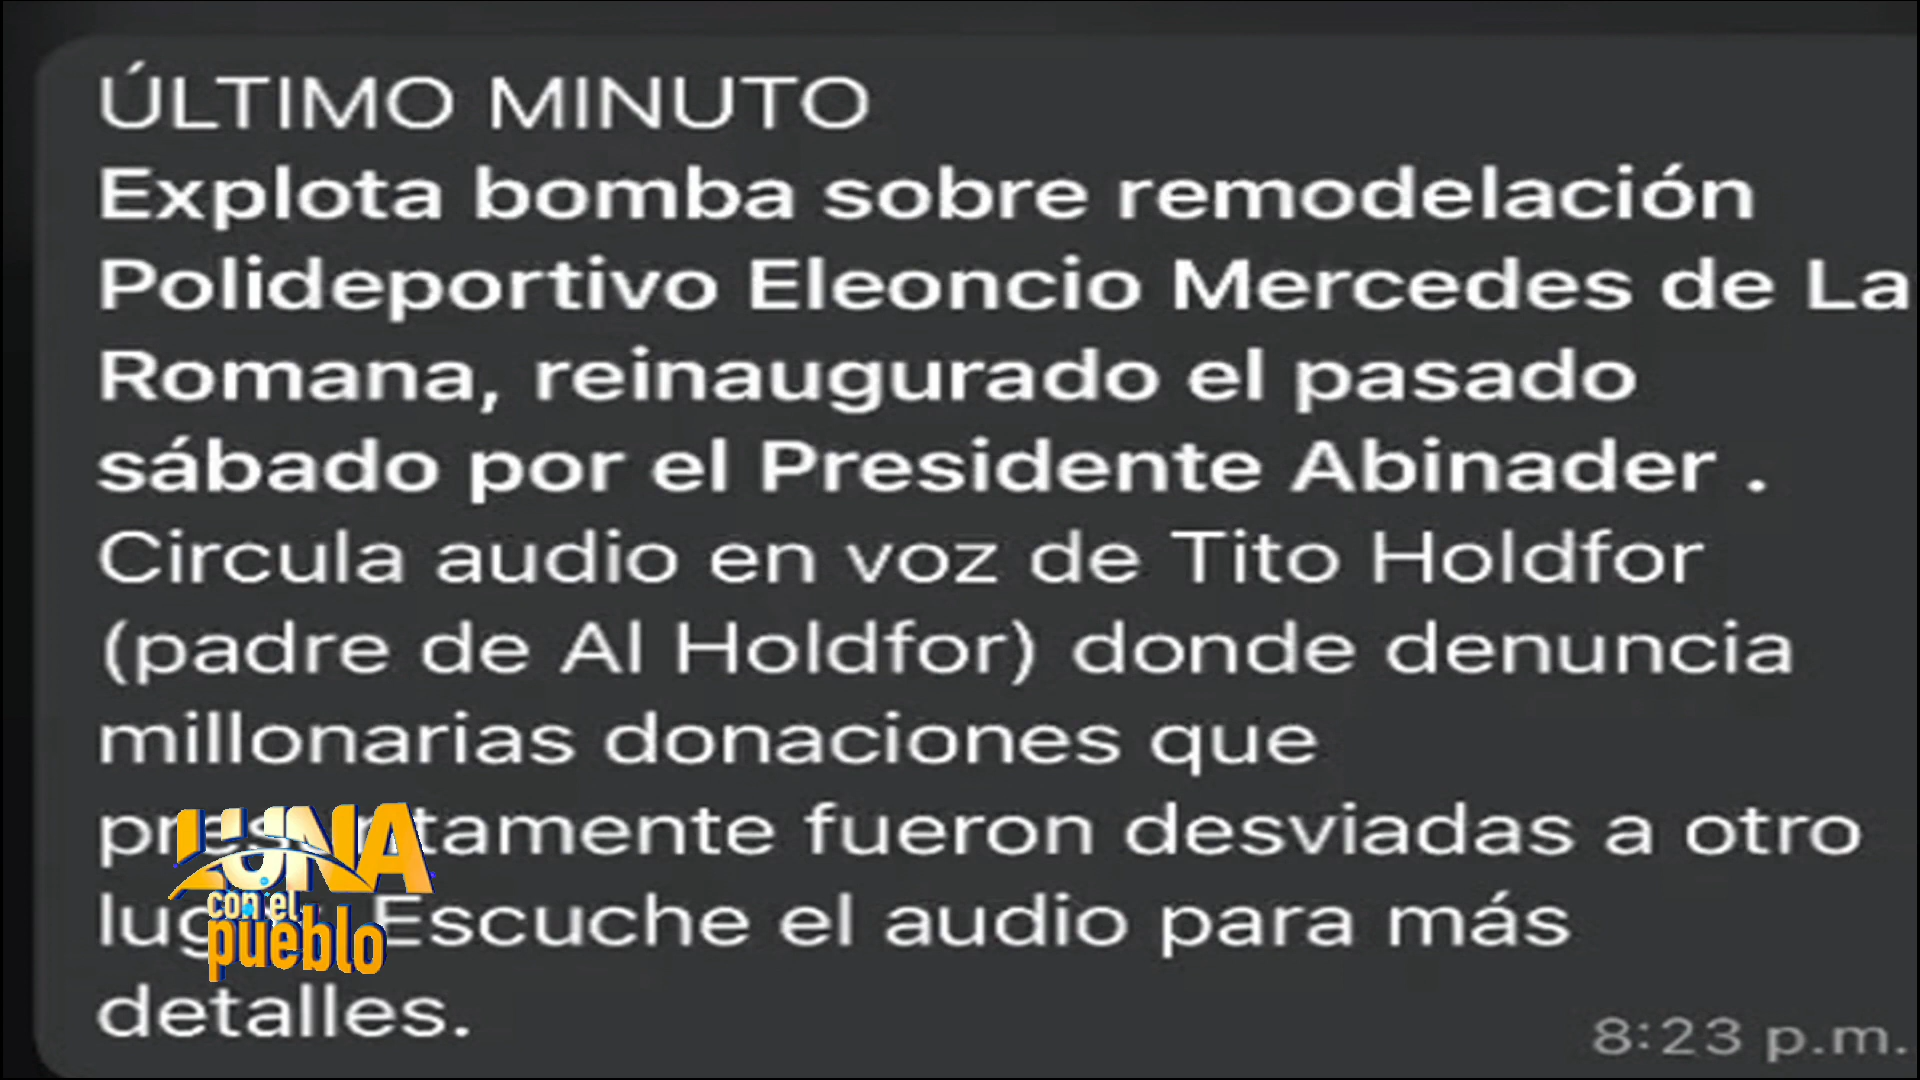 ÚLTIMO MINUTO
Explota bomba sobre remodelación
Polideportivo Eleoncio Mercedes de La
Romana, reinaugurado el pasado
sábado por el Presidente Abinader .
Circula audio en voz de Tito Holdfor
(padre de Al Holdfor) donde denuncia
millonarias donaciones que
fueron desviadas a otro
Escuche el audio para más
detalles.
8:23 p.m.
LUNA
con el
pueblo